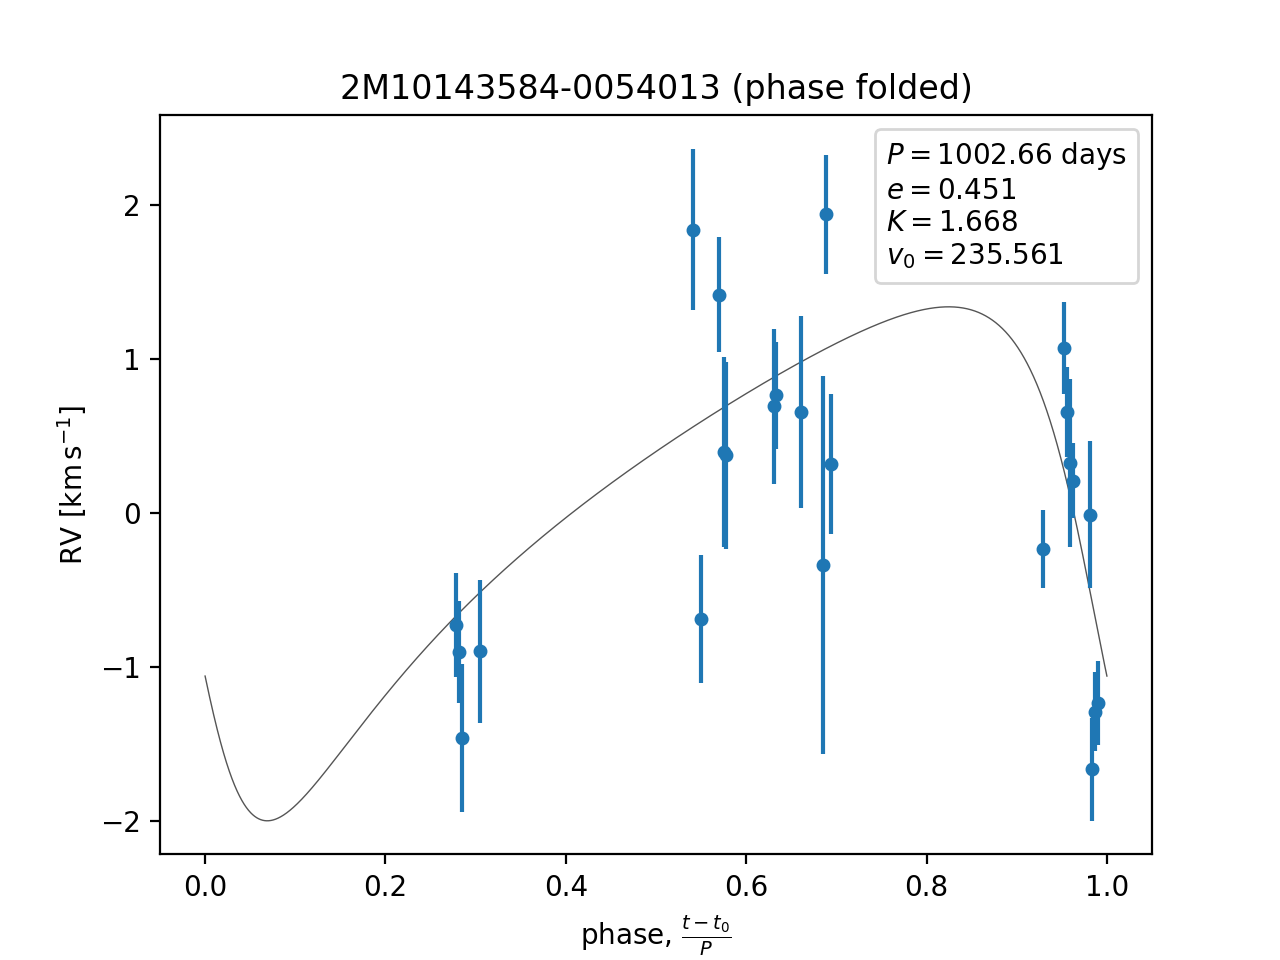 2M10143584-0054013 (phase folded)
P = 1002.66 days
e = 0.451
K = 1.668
v₀ = 235.561
RV [km s⁻¹]
2
1
0
−1
−2
0.0 0.2 0.4 0.6 0.8 1.0
phase, (t − t₀)/P